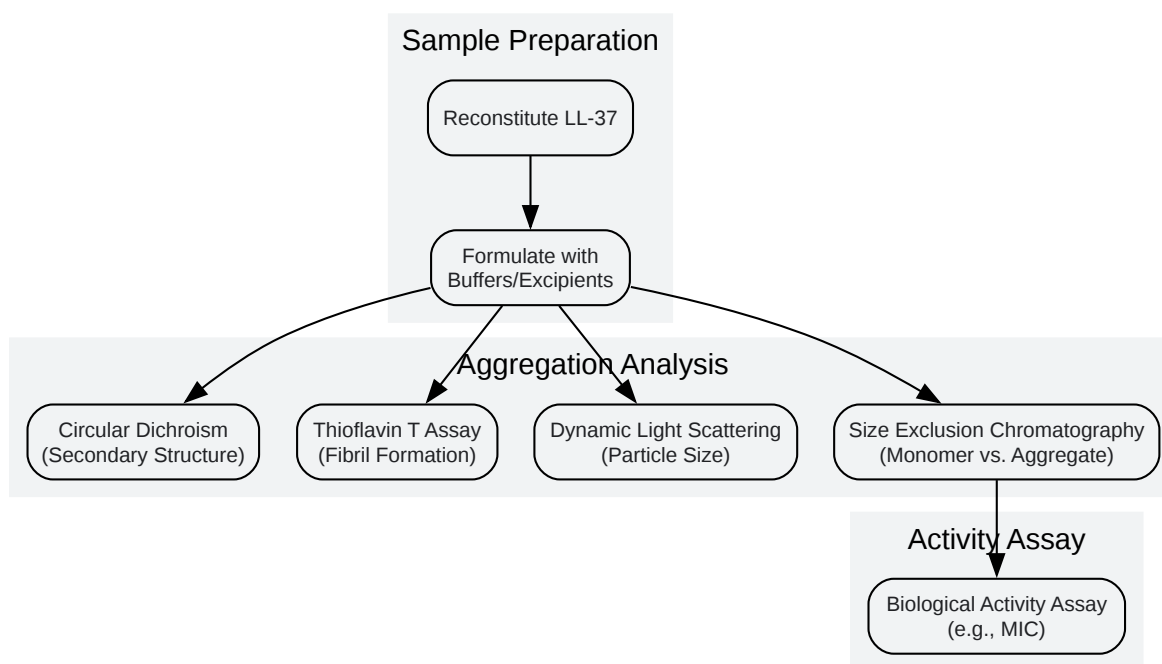 Sample Preparation
Reconstitute LL-37
Formulate with
Buffers/Excipients
Aggregation Analysis
Circular Dichroism
(Secondary Structure)
Thioflavin T Assay
(Fibril Formation)
Dynamic Light Scattering
(Particle Size)
Size Exclusion Chromatography
(Monomer vs. Aggregate)
Activity Assay
Biological Activity Assay
(e.g., MIC)